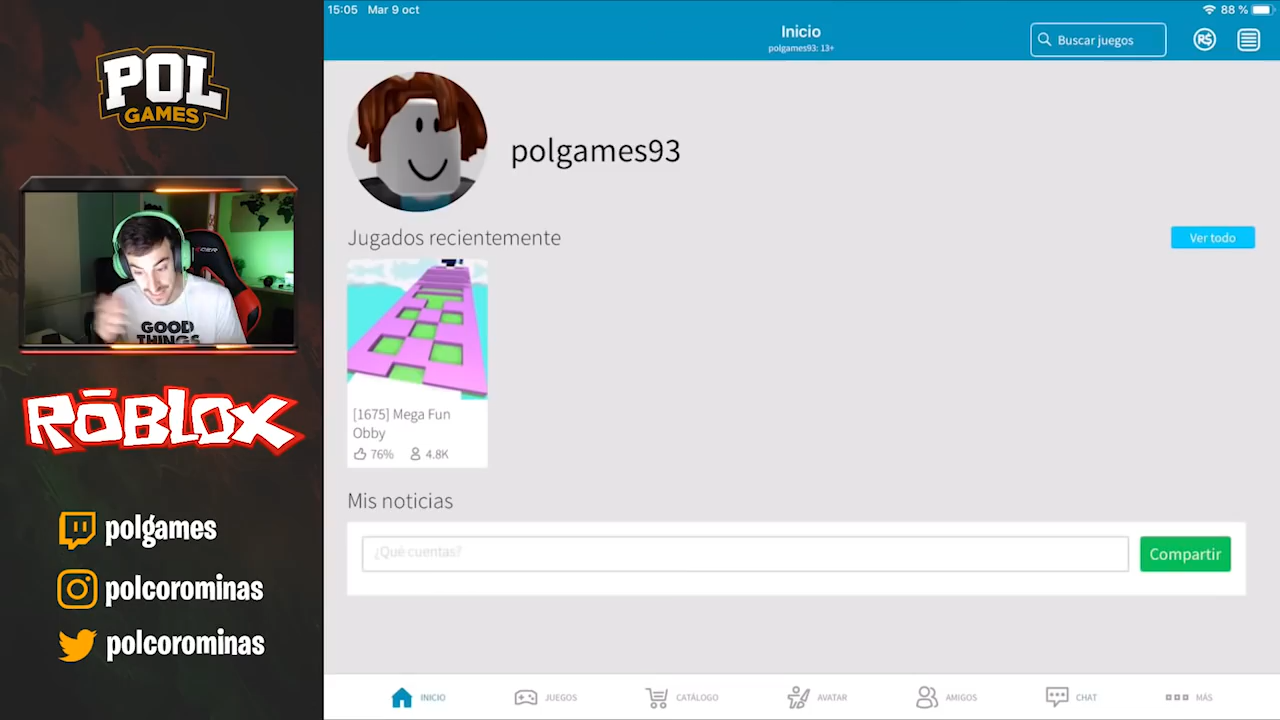 POL
GAMES
GOOD
THINGS
ROBLOX
polgames
polcorominas
polcorominas
15:05 Mar 9 oct
88 %
Inicio
polgames93: 13+
Buscar juegos
R$
polgames93
Jugados recientemente
Ver todo
[1675] Mega Fun
Obby
76% 4.8K
Mis noticias
¿Qué cuentas?
Compartir
INICIO
JUEGOS
CATÁLOGO
AVATAR
AMIGOS
CHAT
MÁS